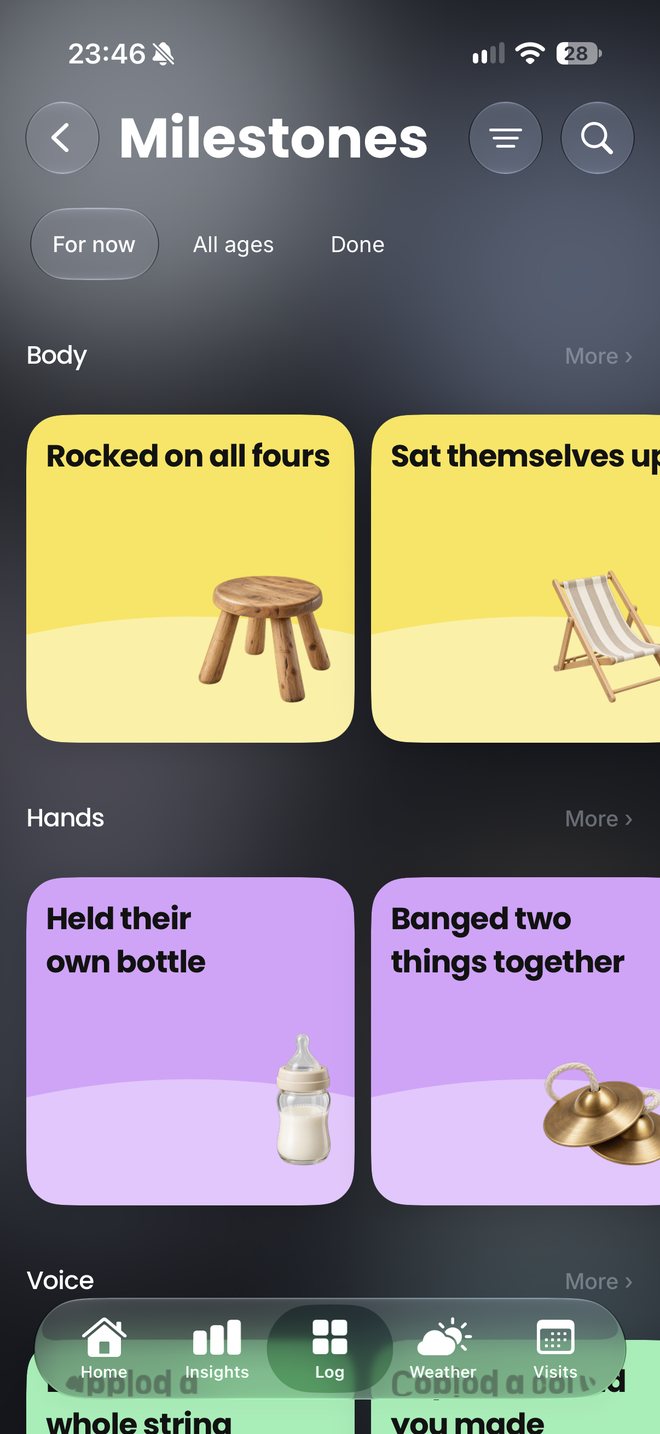 23:46
28
Milestones
For now
All ages
Done
Body
More ›
Rocked on all fours
Sat themselves up
Hands
More ›
Held their
own bottle
Banged two
things together
Voice
More ›
Home
Insights
Log
Weather
Visits
a
a
whole string
you made